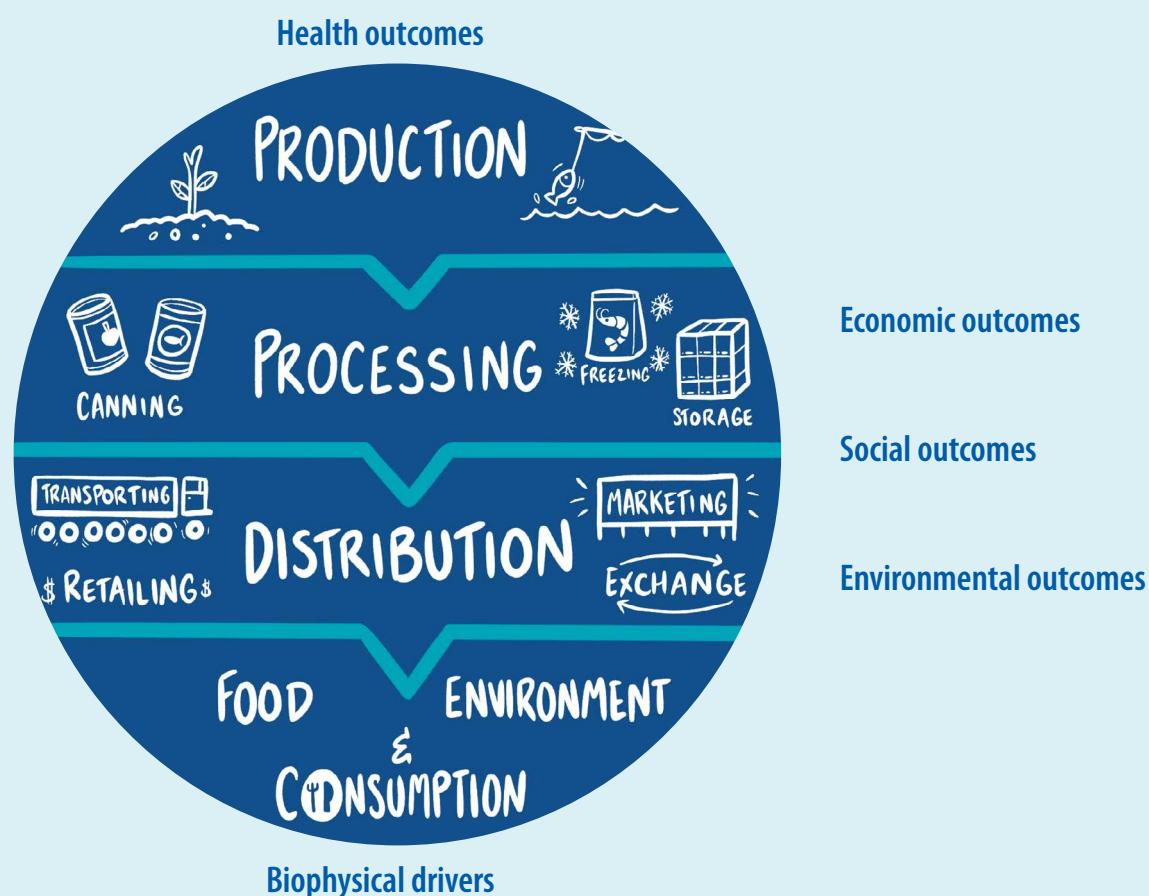 Health outcomes
PRODUCTION
PROCESSING
CANNING
FREEZING
STORAGE
Economic outcomes
Social outcomes
TRANSPORTING
MARKETING
DISTRIBUTION
$ RETAILING $
EXCHANGE
Environmental outcomes
FOOD ENVIRONMENT
&
CONSUMPTION
Biophysical drivers